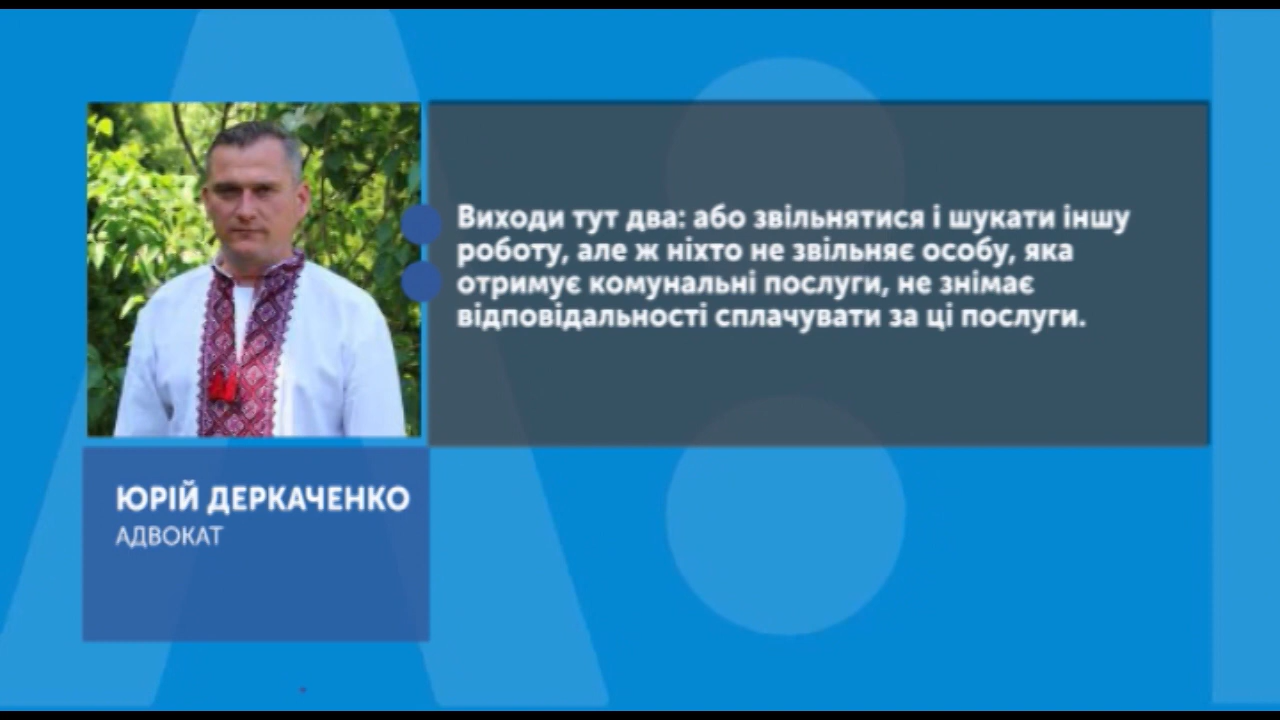 Виходи тут два: або звільнятися і шукати іншу
роботу, але ж ніхто не звільняє особу, яка
отримує комунальні послуги, не знімає
відповідальності сплачувати за ці послуги.
ЮРІЙ ДЕРКАЧЕНКО
АДВОКАТ